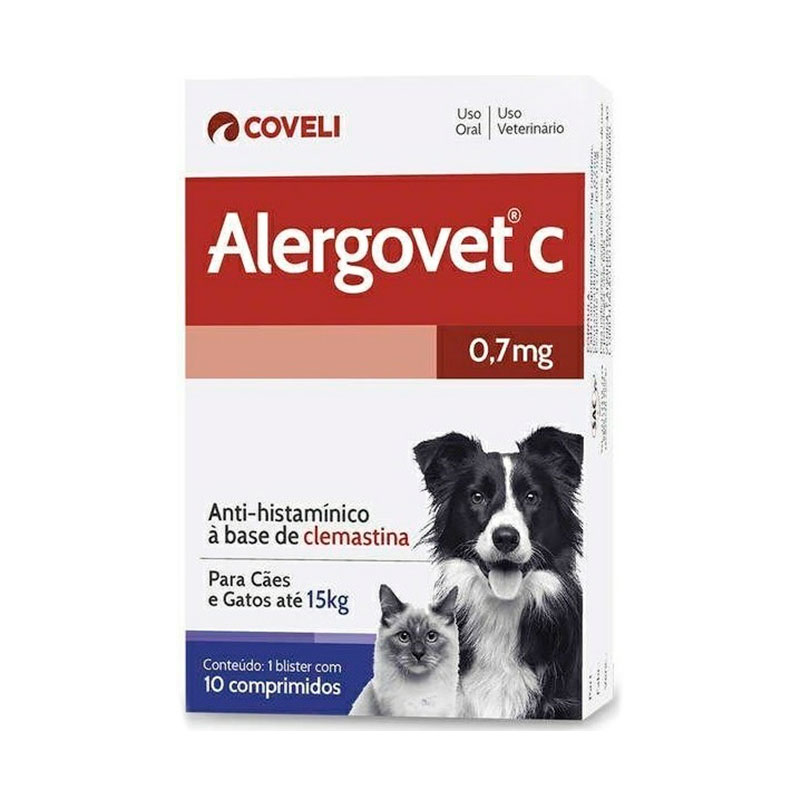 COVELI
Uso
Oral
Uso
Veterinário
Alergovet® c
0,7mg
Anti-histamínico
à base de clemastina
Para Cães
e Gatos até 15kg
Conteúdo: 1 blister com
10 comprimidos
SAC